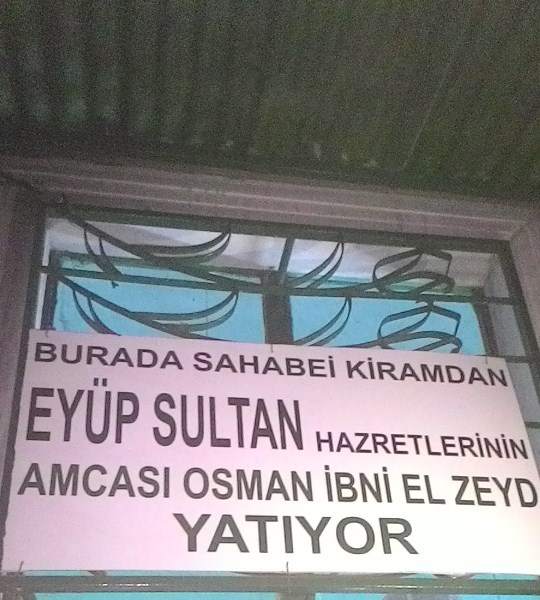 BURADA SAHABEİ KİRAMDAN
EYÜP SULTAN HAZRETLERİNİN
AMCASI OSMAN İBNİ EL ZEYD
YATIYOR